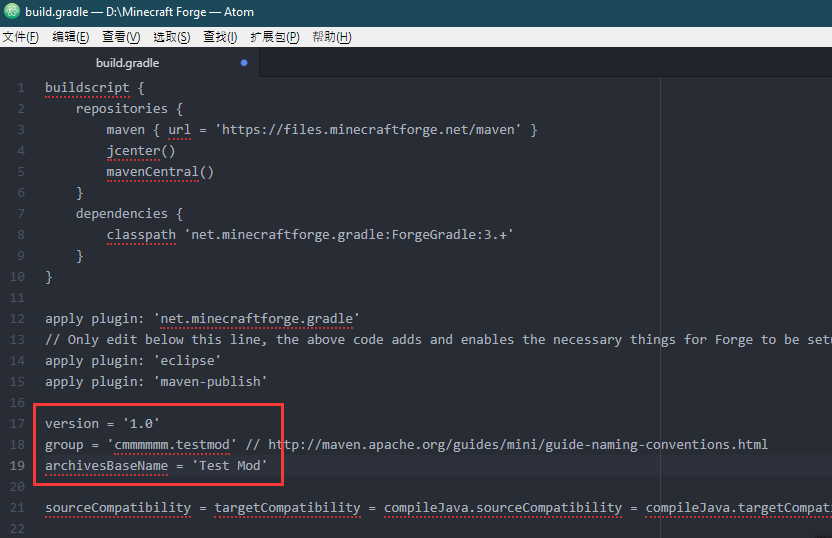 build.gradle — D:\Minecraft Forge — Atom
文件(F) 编辑(E) 查看(V) 选取(S) 查找(I) 扩展包(P) 帮助(H)
build.gradle
1 buildscript {
2 repositories {
3 maven { url = 'https://files.minecraftforge.net/maven' }
4 jcenter()
5 mavenCentral()
6 }
7 dependencies {
8 classpath 'net.minecraftforge.gradle:ForgeGradle:3.+'
9 }
10 }
11
12 apply plugin: 'net.minecraftforge.gradle'
13 // Only edit below this line, the above code adds and enables the necessary things for Forge to be setu
14 apply plugin: 'eclipse'
15 apply plugin: 'maven-publish'
16
17 version = '1.0'
18 group = 'cmmmmmm.testmod' // http://maven.apache.org/guides/mini/guide-naming-conventions.html
19 archivesBaseName = 'Test Mod'
20
21 sourceCompatibility = targetCompatibility = compileJava.sourceCompatibility = compileJava.targetCompati
22